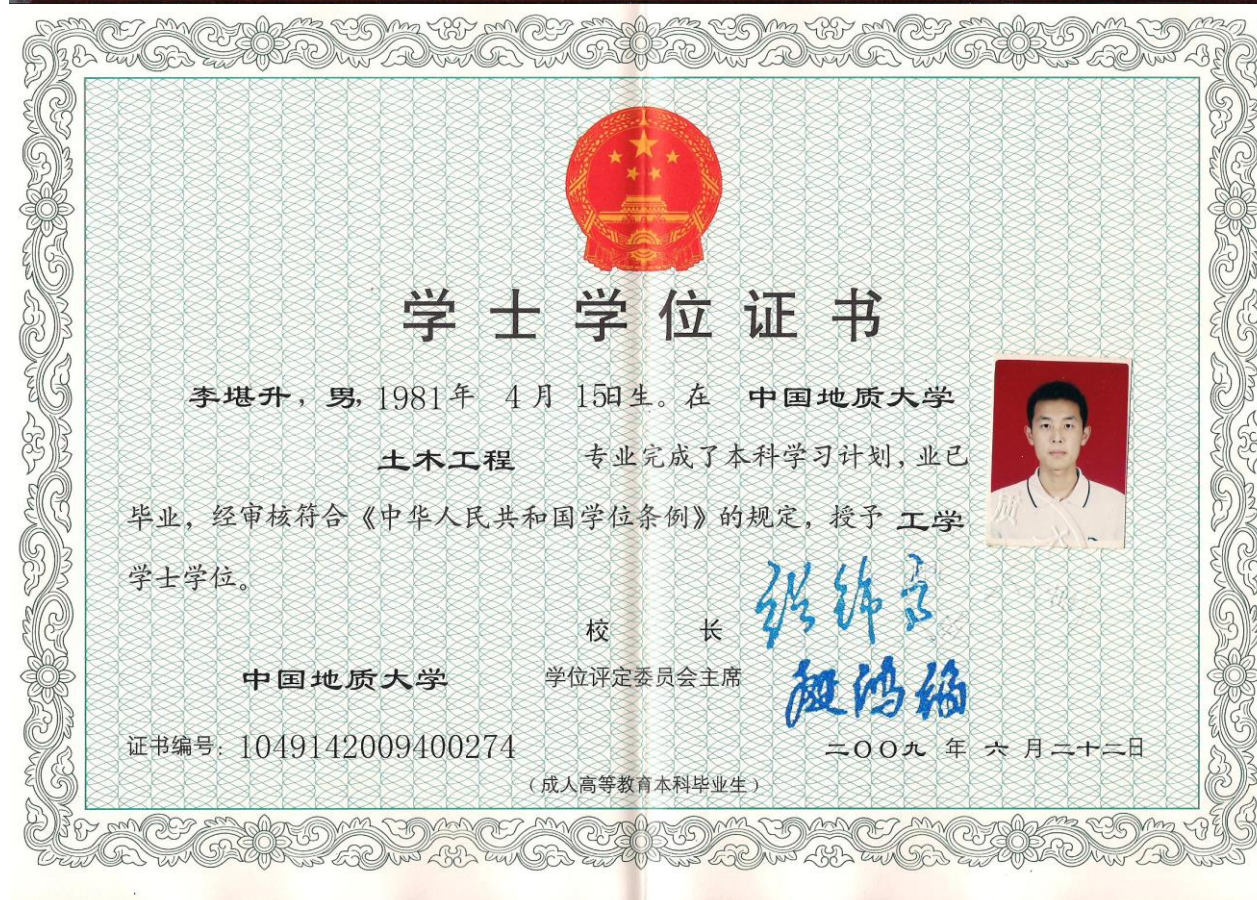 学士学位证书
李堪升，男，1981年 4月 15日生。在 中国地质大学
土木工程 专业完成了本科学习计划，业已
毕业，经审核符合《中华人民共和国学位条例》的规定，授予 工学
学士学位。
校 长 张锦高
中国地质大学 学位评定委员会主席
证书编号：1049142009400274 二〇〇九 年 六 月二十二日
（成人高等教育本科毕业生）